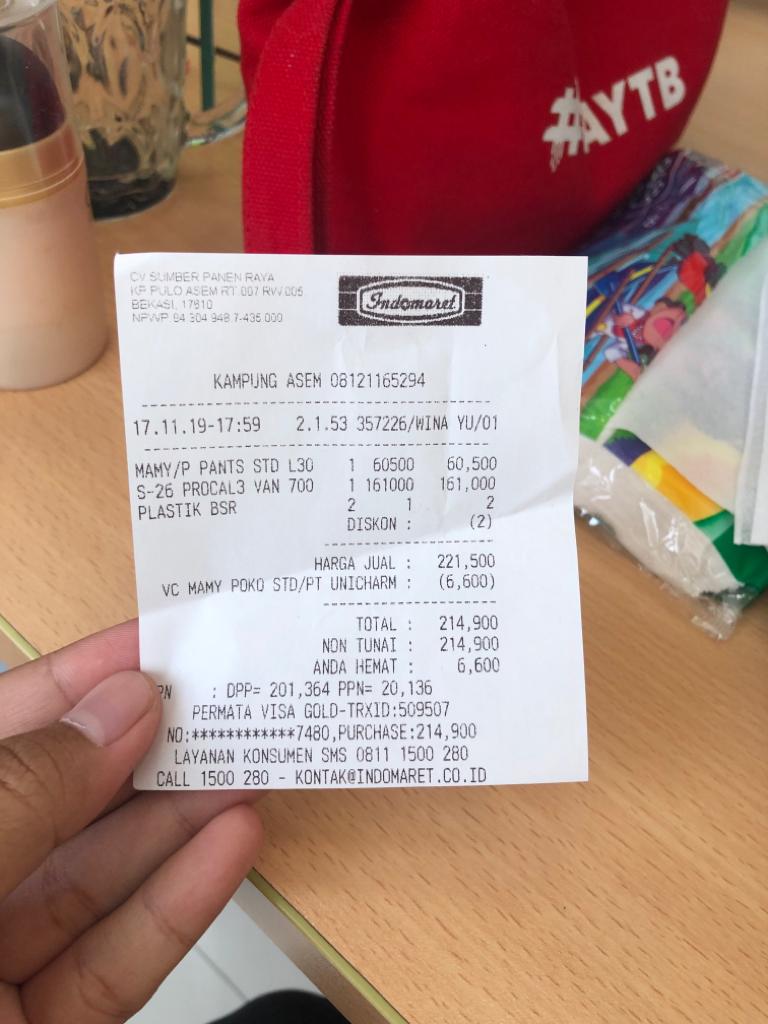 #AYTB
CV SUMBER PANEN RAYA
KP PULO ASEM RT 007 RW 005
BEKASI, 17610
NPWP 84 304 948 7-435 000
Indomaret
KAMPUNG ASEM 08121165294
17.11.19-17:59 2.1.53 357226/WINA YU/01
MAMY/P PANTS STD L30 1 60500 60,500
S-26 PROCAL3 VAN 700 1 161000 161,000
PLASTIK BSR 2 1 2
DISKON : (2)
HARGA JUAL : 221,500
VC MAMY POKO STD/PT UNICHARM : (6,600)
TOTAL : 214,900
NON TUNAI : 214,900
ANDA HEMAT : 6,600
PN : DPP= 201,364 PPN= 20,136
PERMATA VISA GOLD-TRXID:509507
NO:************7480,PURCHASE:214,900
LAYANAN KONSUMEN SMS 0811 1500 280
CALL 1500 280 - KONTAK@INDOMARET.CO.ID